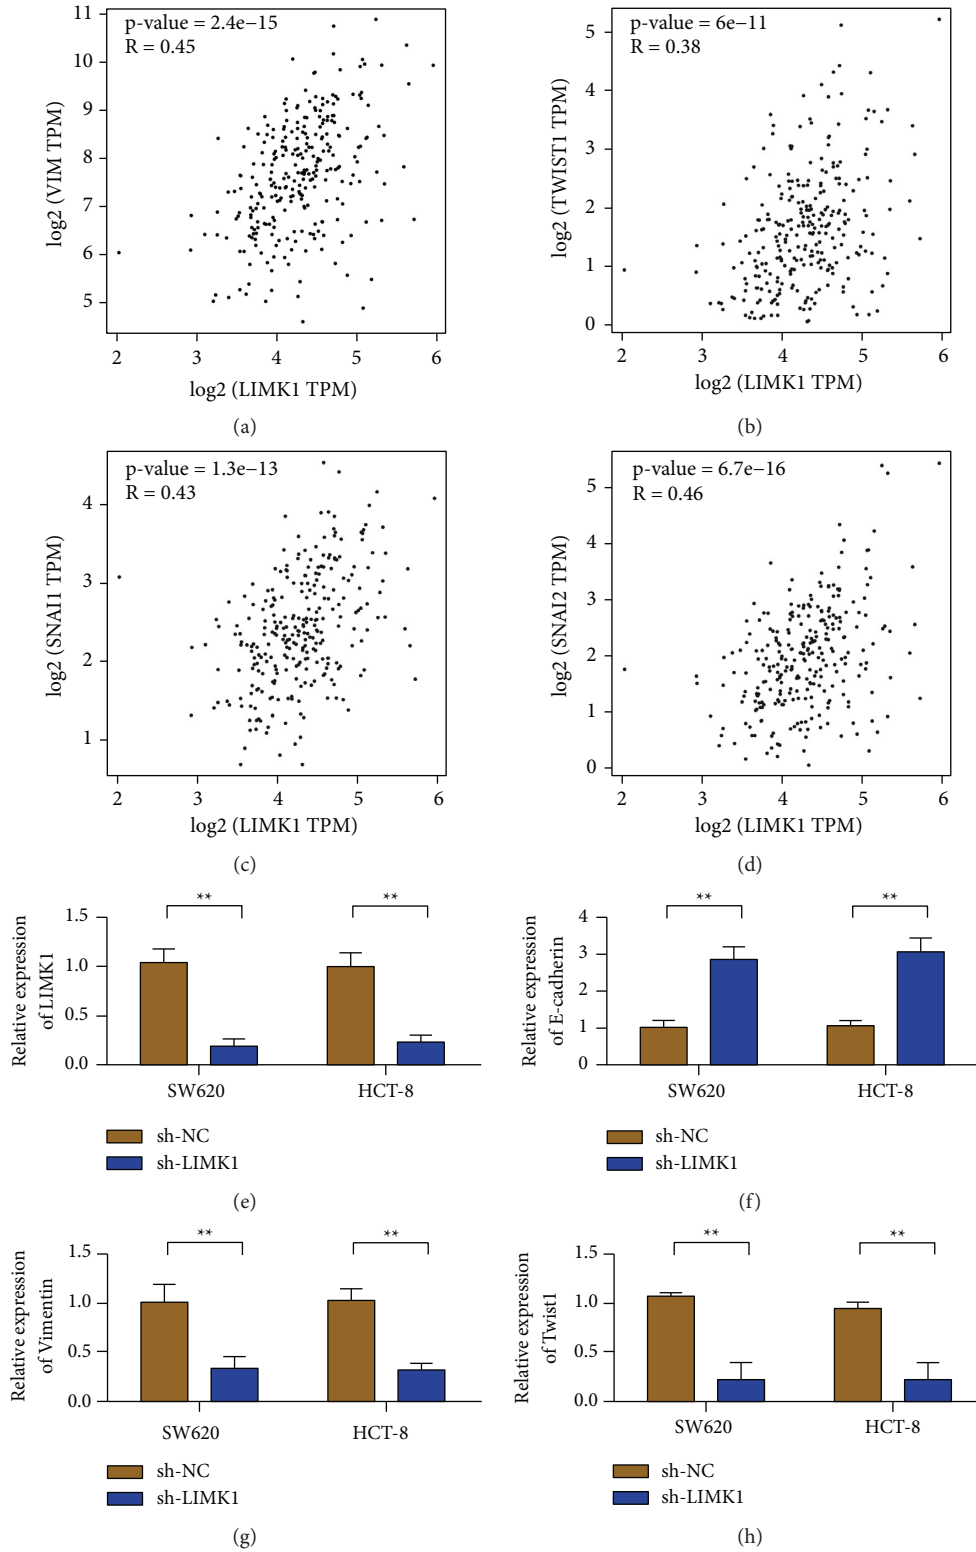 p-value = 2.4e−15
R = 0.45
log2 (VIM TPM)
11
10
9
8
7
6
5
2 3 4 5 6
log2 (LIMK1 TPM)
(a)
p-value = 6e−11
R = 0.38
log2 (TWIST1 TPM)
5
4
3
2
1
0
2 3 4 5 6
log2 (LIMK1 TPM)
(b)
p-value = 1.3e−13
R = 0.43
log2 (SNAI1 TPM)
4
3
2
1
2 3 4 5 6
log2 (LIMK1 TPM)
(c)
p-value = 6.7e−16
R = 0.46
log2 (SNAI2 TPM)
5
4
3
2
1
0
2 3 4 5 6
log2 (LIMK1 TPM)
(d)
Relative expression
of LIMK1
1.5
1.0
0.5
0.0
** **
SW620 HCT-8
sh-NC
sh-LIMK1
(e)
Relative expression
of E-cadherin
4
3
2
1
0
** **
SW620 HCT-8
sh-NC
sh-LIMK1
(f)
Relative expression
of Vimentin
1.5
1.0
0.5
0.0
** **
SW620 HCT-8
sh-NC
sh-LIMK1
(g)
Relative expression
of Twist1
1.5
1.0
0.5
0.0
** **
SW620 HCT-8
sh-NC
sh-LIMK1
(h)